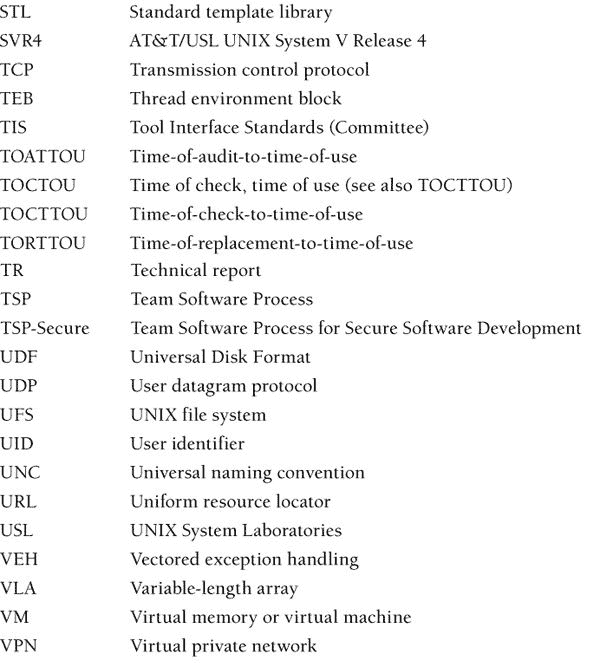 STL Standard template library
SVR4 AT&T/USL UNIX System V Release 4
TCP Transmission control protocol
TEB Thread environment block
TIS Tool Interface Standards (Committee)
TOATTOU Time-of-audit-to-time-of-use
TOCTOU Time of check, time of use (see also TOCTTOU)
TOCTTOU Time-of-check-to-time-of-use
TORTTOU Time-of-replacement-to-time-of-use
TR Technical report
TSP Team Software Process
TSP-Secure Team Software Process for Secure Software Development
UDF Universal Disk Format
UDP User datagram protocol
UFS UNIX file system
UID User identifier
UNC Universal naming convention
URL Uniform resource locator
USL UNIX System Laboratories
VEH Vectored exception handling
VLA Variable-length array
VM Virtual memory or virtual machine
VPN Virtual private network